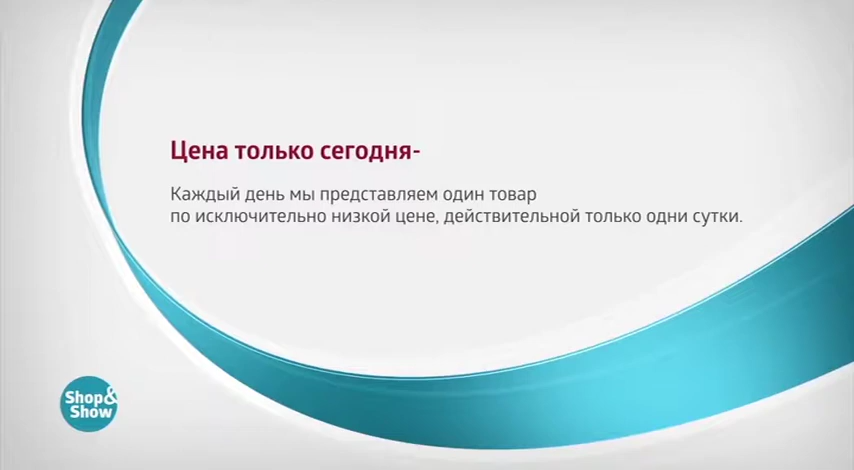 Цена только сегодня-
Каждый день мы представляем один товар
по исключительно низкой цене, действительной только одни сутки.
Shop&
Show